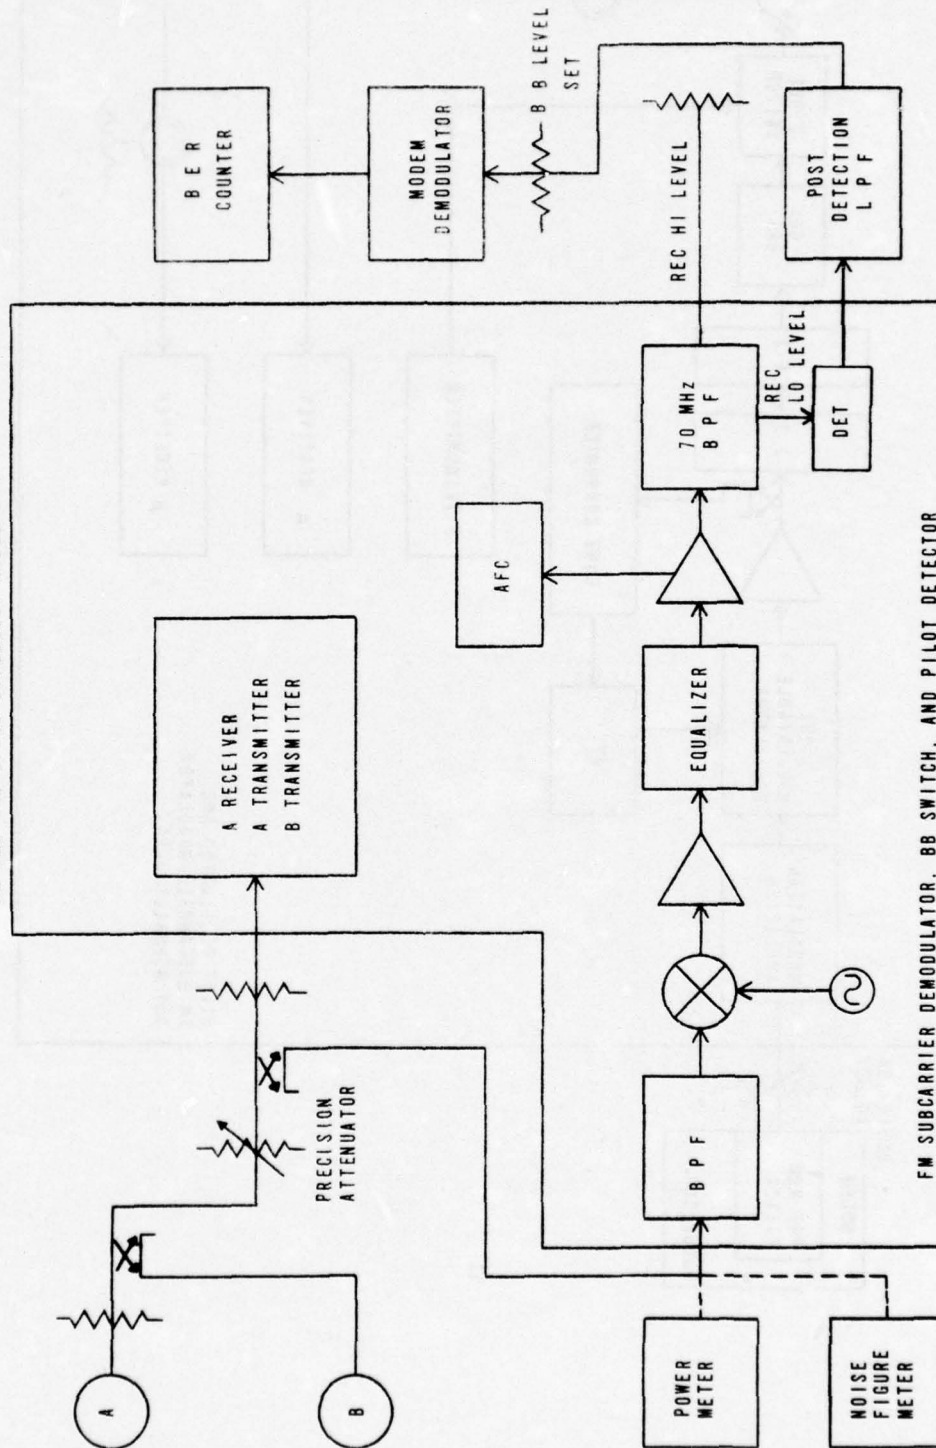 A
B
PRECISION
ATTENUATOR
A RECEIVER
A TRANSMITTER
B TRANSMITTER
B E R
COUNTER
MODEM
DEMODULATOR
B B LEVEL
SET
AFC
REC HI LEVEL
POWER
METER
B P F
EQUALIZER
70 MHz
B P F
REC
LO LEVEL
DET
POST
DETECTION
L P F
NOISE
FIGURE
METER
FM SUBCARRIER DEMODULATOR, BB SWITCH, AND PILOT DETECTOR